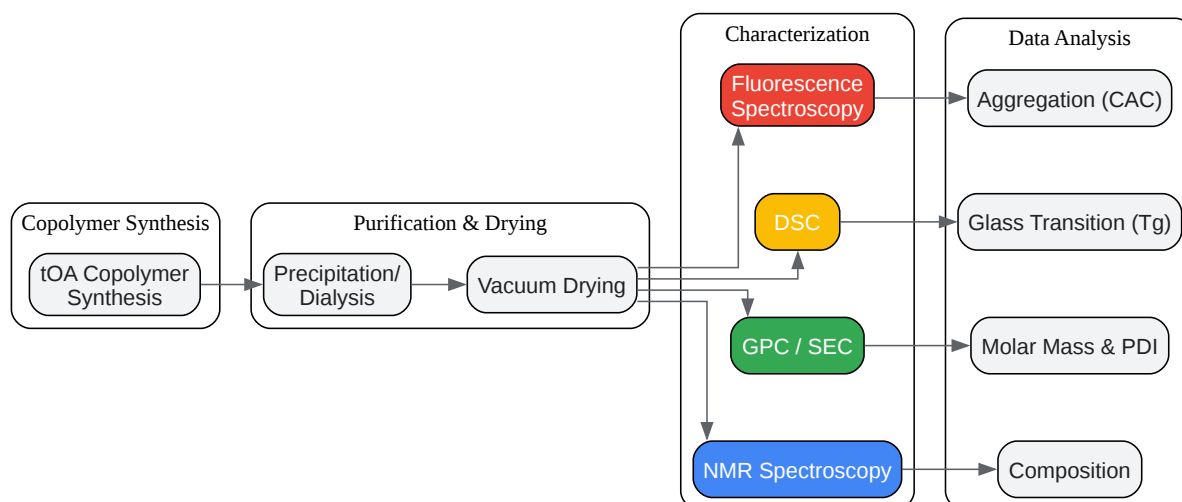 Copolymer Synthesis
tOA Copolymer
Synthesis
Purification & Drying
Precipitation/
Dialysis
Vacuum Drying
Characterization
Fluorescence
Spectroscopy
DSC
GPC / SEC
NMR Spectroscopy
Data Analysis
Aggregation (CAC)
Glass Transition (Tg)
Molar Mass & PDI
Composition